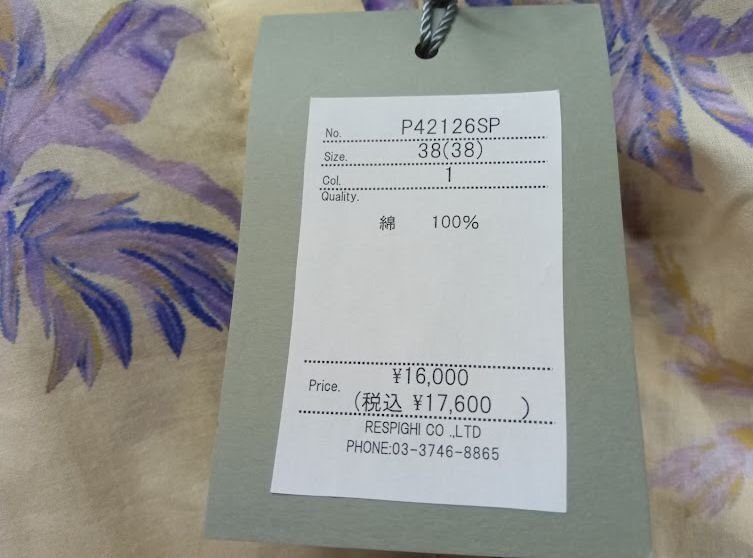 No. P42126SP
Size. 38(38)
Col. 1
Quality.
綿 100%
Price. ¥16,000
(税込 ¥17,600 )
RESPIGHI CO .,LTD
PHONE:03-3746-8865